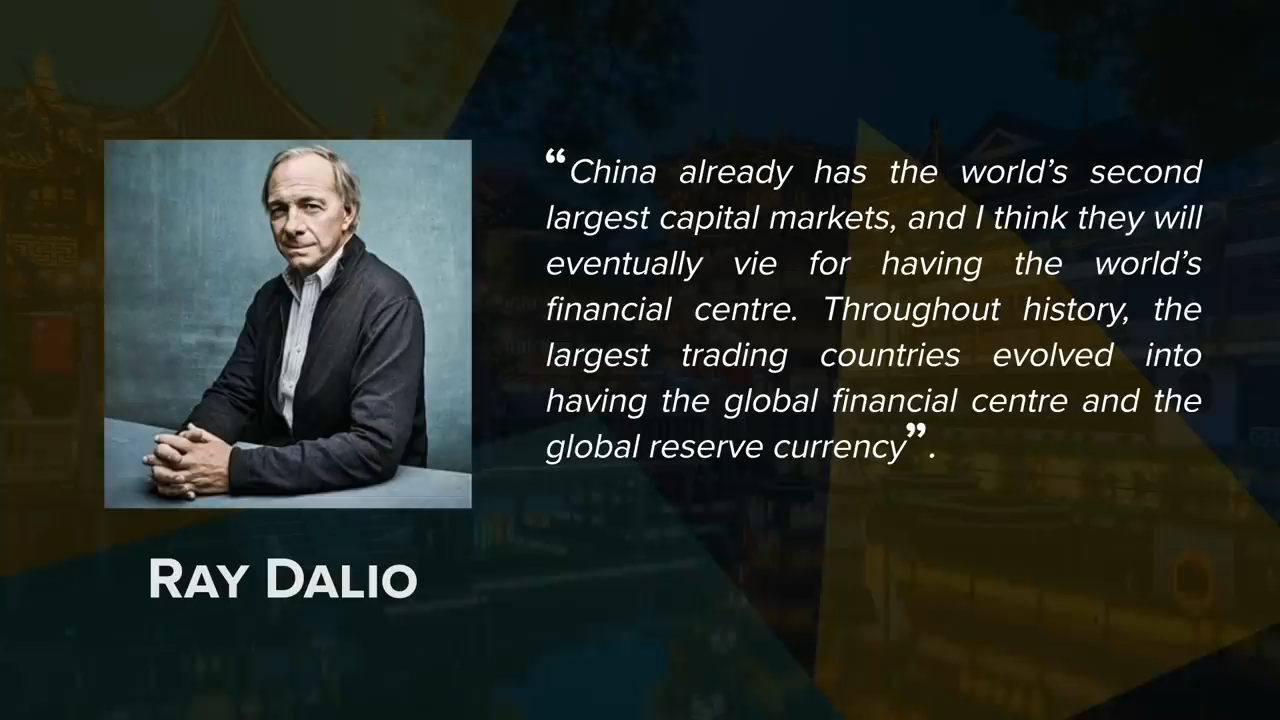 “China already has the world’s second
largest capital markets, and I think they will
eventually vie for having the world’s
financial centre. Throughout history, the
largest trading countries evolved into
having the global financial centre and the
global reserve currency”.
RAY DALIO